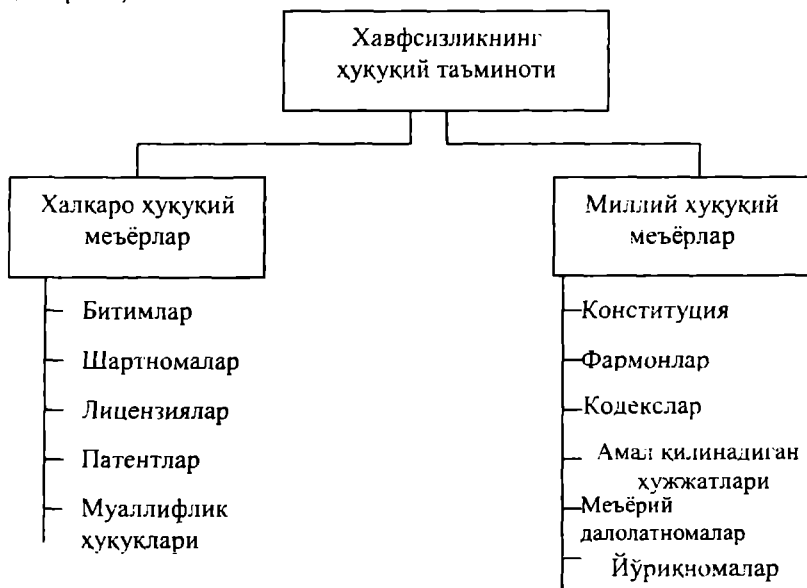 Хавфсизликнинг
ҳуқуқий таъминоти
Халқаро ҳуқуқий
меъёрлар
Битимлар
Шартномалар
Лицензиялар
Патентлар
Муаллифлик
ҳуқуқлари
Миллий ҳуқуқий
меъёрлар
Конституция
Фармонлар
Кодекслар
Амал қилинадиган
ҳужжатлари
Меъёрий
далолатномалар
Йўриқномалар